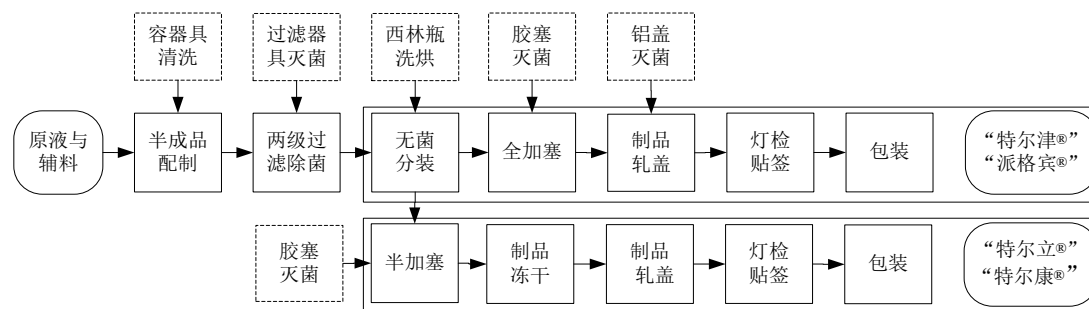 容器具
清洗
过滤器
具灭菌
西林瓶
洗烘
胶塞
灭菌
铝盖
灭菌
原液与
辅料
半成品
配制
两级过
滤除菌
无菌
分装
全加塞
制品
轧盖
灯检
贴签
包装
“特尔津®”
“派格宾®”
胶塞
灭菌
半加塞
制品
冻干
制品
轧盖
灯检
贴签
包装
“特尔立®”
“特尔康®”